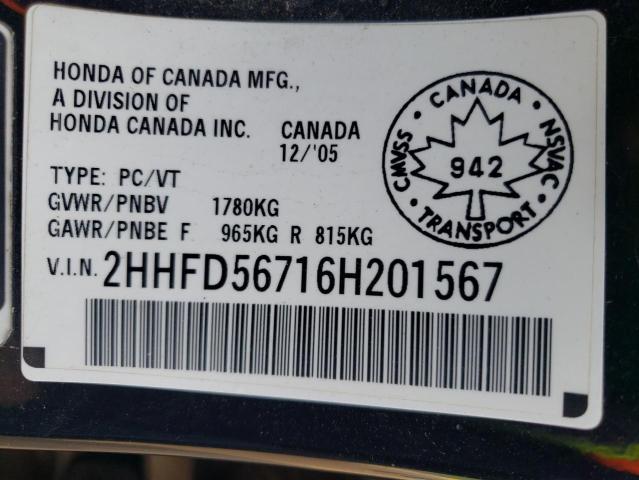 HONDA OF CANADA MFG.,
A DIVISION OF
HONDA CANADA INC. CANADA
12/'05
TYPE: PC/VT
GVWR/PNBV 1780KG
GAWR/PNBE F 965KG R 815KG
V.I.N. 2HHFD56716H201567
CANADA
CMVSS
942
NSVAC
TRANSPORT